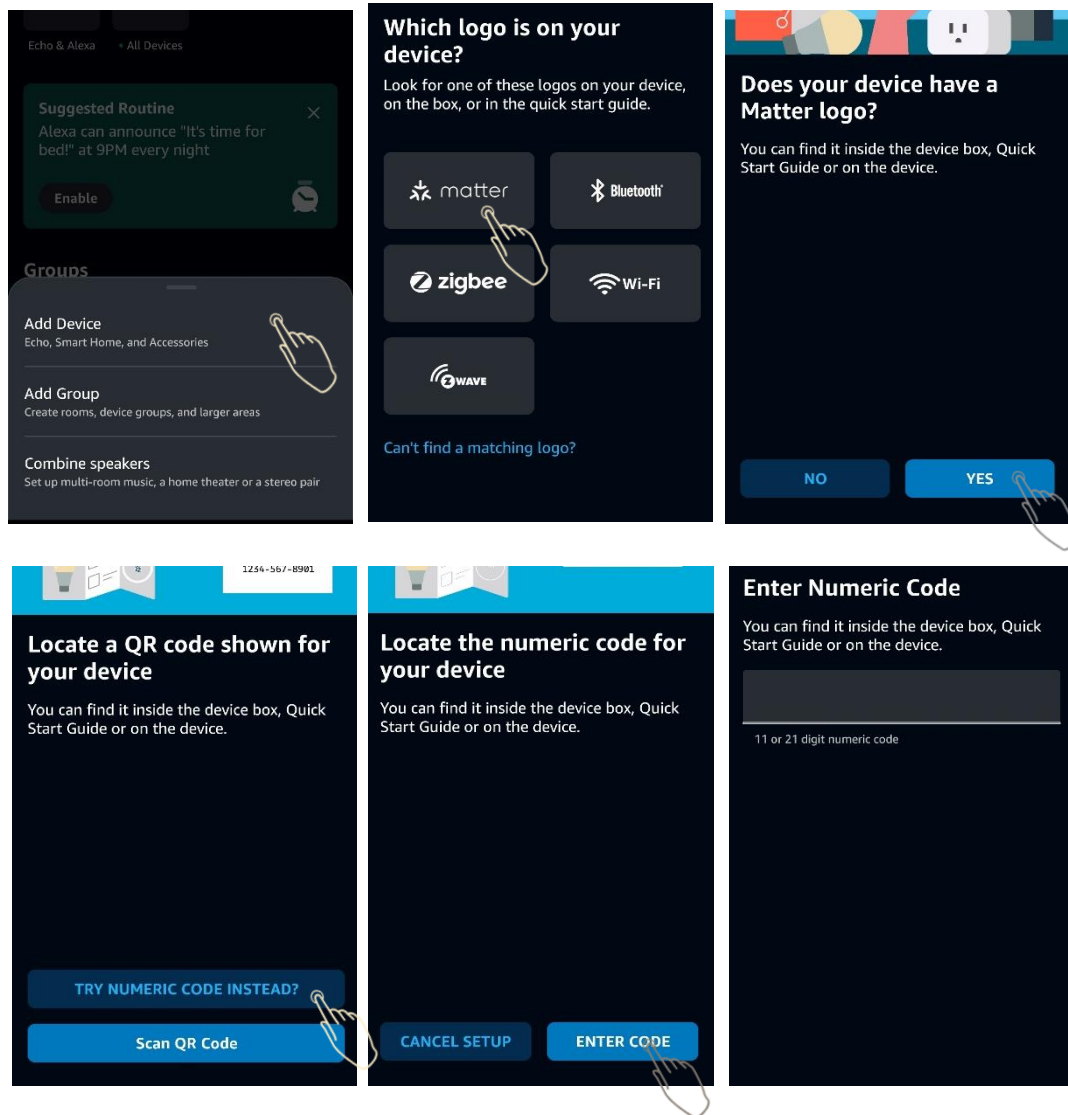 Echo & Alexa
• All Devices
Suggested Routine
Alexa can announce "It's time for
bed!" at 9PM every night
Enable
Groups
Add Device
Echo, Smart Home, and Accessories
Add Group
Create rooms, device groups, and larger areas
Combine speakers
Set up multi-room music, a home theater or a stereo pair
Which logo is on your
device?
Look for one of these logos on your device,
on the box, or in the quick start guide.
matter
Bluetooth
zigbee
Wi-Fi
Z WAVE
Can't find a matching logo?
Does your device have a
Matter logo?
You can find it inside the device box, Quick
Start Guide or on the device.
NO
YES
1234-567-8901
Locate a QR code shown for
your device
You can find it inside the device box, Quick
Start Guide or on the device.
TRY NUMERIC CODE INSTEAD?
Scan QR Code
Locate the numeric code for
your device
You can find it inside the device box, Quick
Start Guide or on the device.
CANCEL SETUP
ENTER CODE
Enter Numeric Code
You can find it inside the device box, Quick
Start Guide or on the device.
11 or 21 digit numeric code